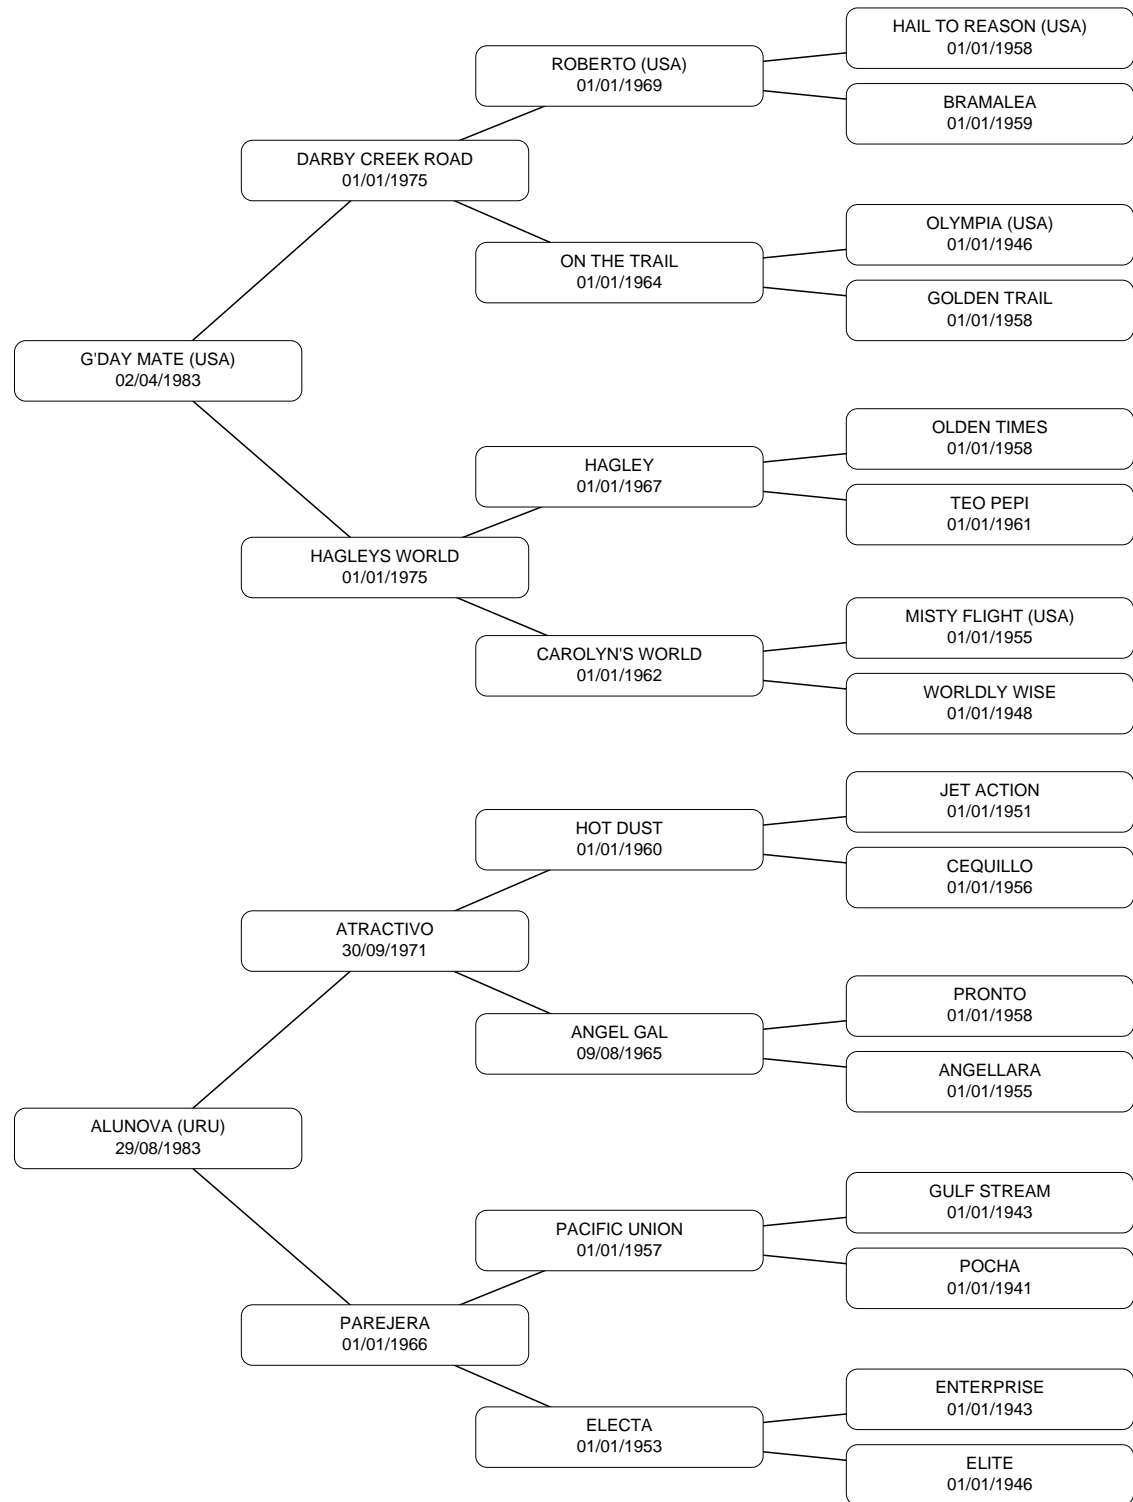 HAIL TO REASON (USA)
01/01/1958
ROBERTO (USA)
01/01/1969
BRAMALEA
01/01/1959
DARBY CREEK ROAD
01/01/1975
OLYMPIA (USA)
01/01/1946
ON THE TRAIL
01/01/1964
GOLDEN TRAIL
01/01/1958
G'DAY MATE (USA)
02/04/1983
OLDEN TIMES
01/01/1958
HAGLEY
01/01/1967
TEO PEPI
01/01/1961
HAGLEYS WORLD
01/01/1975
MISTY FLIGHT (USA)
01/01/1955
CAROLYN'S WORLD
01/01/1962
WORLDLY WISE
01/01/1948
JET ACTION
01/01/1951
HOT DUST
01/01/1960
CEQUILLO
01/01/1956
ATRACTIVO
30/09/1971
PRONTO
01/01/1958
ANGEL GAL
09/08/1965
ANGELLARA
01/01/1955
ALUNOVA (URU)
29/08/1983
GULF STREAM
01/01/1943
PACIFIC UNION
01/01/1957
POCHA
01/01/1941
PAREJERA
01/01/1966
ENTERPRISE
01/01/1943
ELECTA
01/01/1953
ELITE
01/01/1946